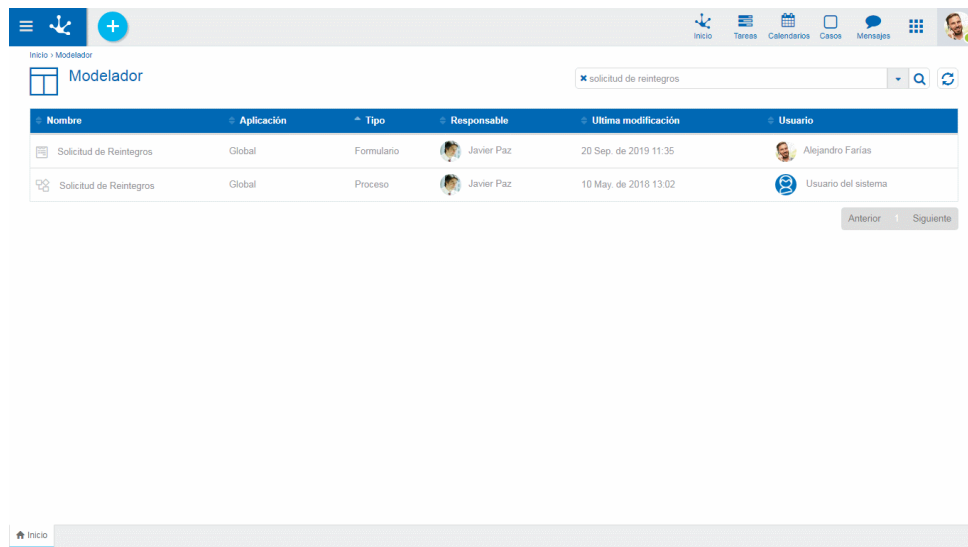 Inicio Tareas Calendarios Casos Mensajes
Inicio › Modelador
Modelador
solicitud de reintegros
Nombre Aplicación Tipo Responsable Ultima modificación Usuario
Solicitud de Reintegros Global Formulario Javier Paz 20 Sep. de 2019 11:35 Alejandro Farías
Solicitud de Reintegros Global Proceso Javier Paz 10 May. de 2018 13:02 Usuario del sistema
Anterior 1 Siguiente
Inicio